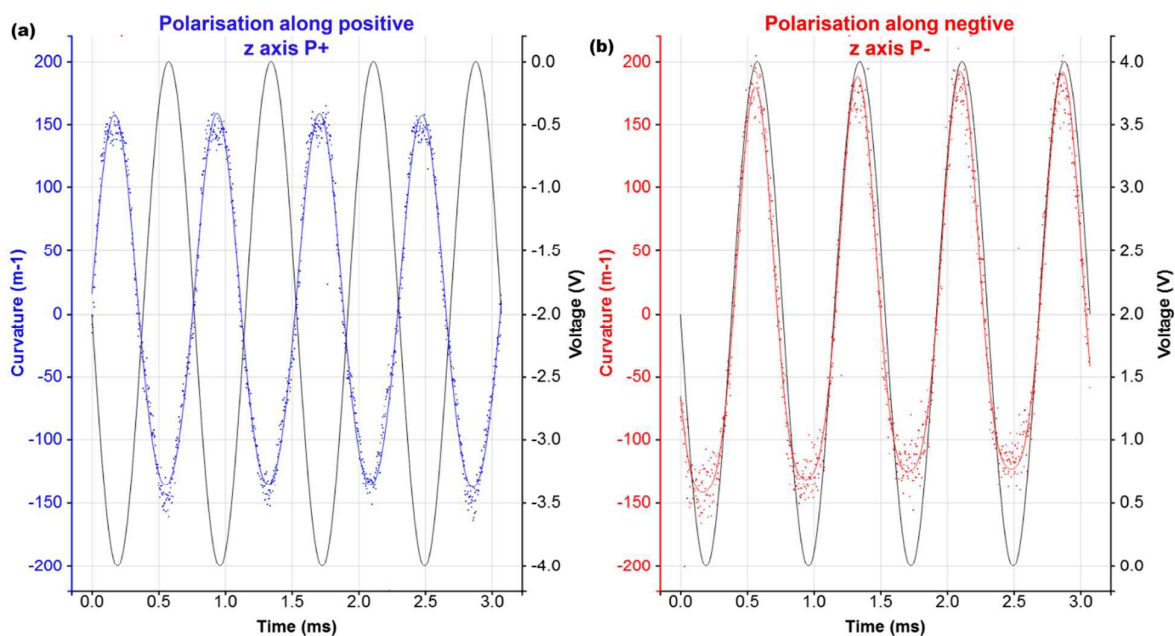 (a)
Polarisation along positive
z axis P+
200
150
100
50
0
-50
-100
-150
-200
Curvature (m-1)
0.0
-0.5
-1.0
-1.5
-2.0
-2.5
-3.0
-3.5
-4.0
Voltage (V)
0.0 0.5 1.0 1.5 2.0 2.5 3.0
Time (ms)
(b)
Polarisation along negtive
z axis P-
200
150
100
50
0
-50
-100
-150
-200
Curvature (m-1)
4.0
3.5
3.0
2.5
2.0
1.5
1.0
0.5
0.0
Voltage (V)
0.0 0.5 1.0 1.5 2.0 2.5 3.0
Time (ms)